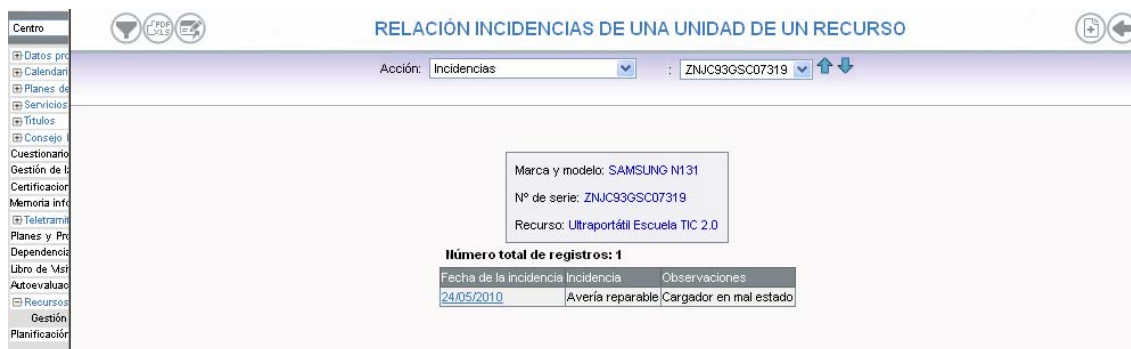 Centro
PDF
XLS
RELACIÓN INCIDENCIAS DE UNA UNIDAD DE UN RECURSO
Acción: Incidencias : ZNJC93GSC07319
Datos pro
Calendari
Planes de
Servicios
Títulos
Consejo
Cuestionario
Gestión de
Certificacion
Memoria info
Teletramit
Planes y Pro
Dependencia
Libro de Visi
Autoevaluac
Recursos
Gestión
Planificación
Marca y modelo: SAMSUNG N131
Nº de serie: ZNJC93GSC07319
Recurso: Ultraportátil Escuela TIC 2.0
Número total de registros: 1
Fecha de la incidencia Incidencia Observaciones
24/05/2010 Avería reparable Cargador en mal estado